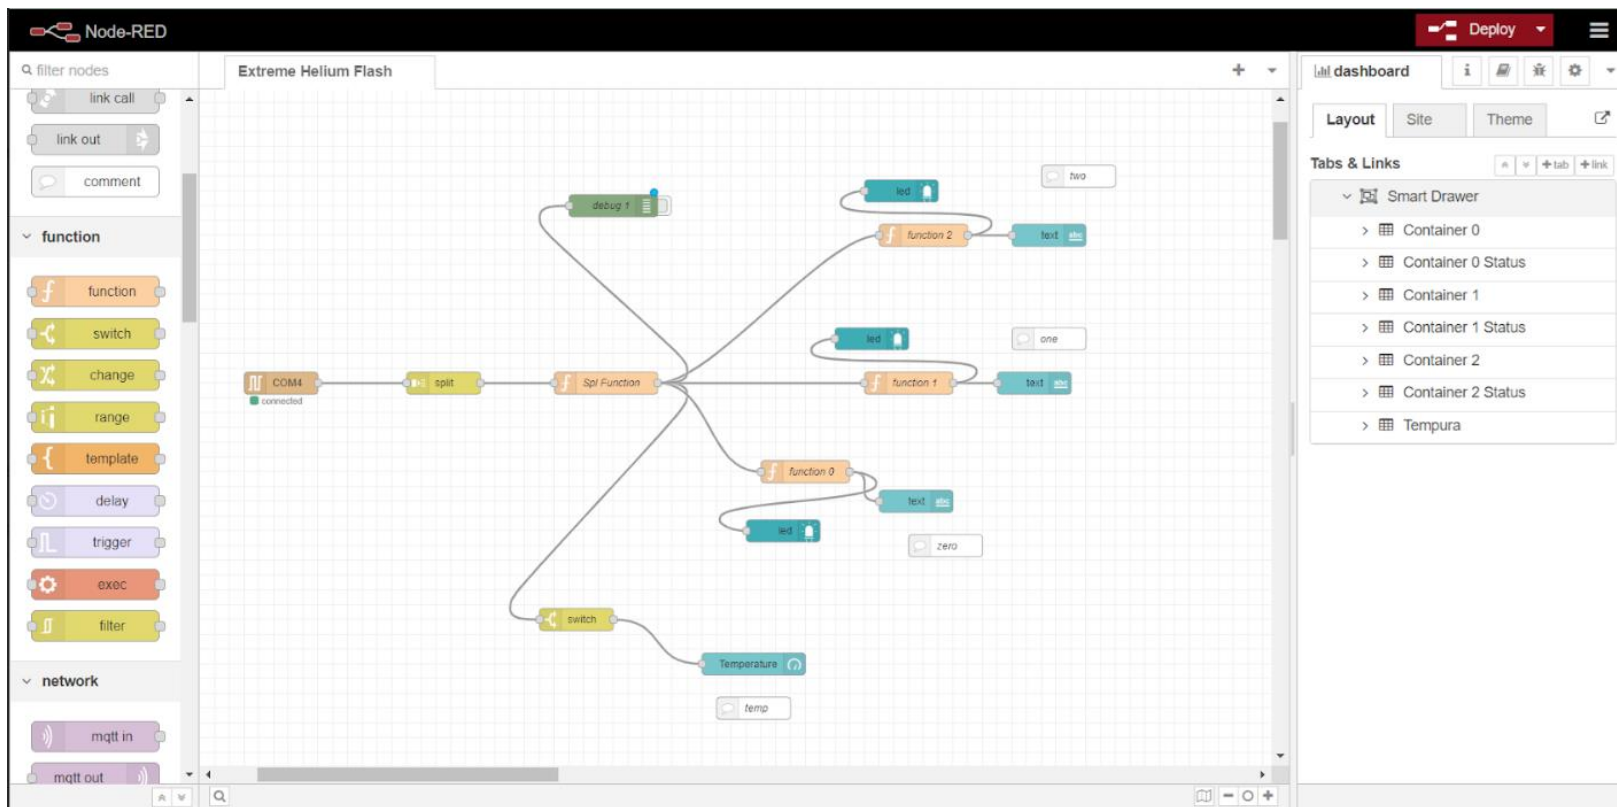 Node-RED
Deploy
filter nodes
link call
link out
comment
function
function
switch
change
range
template
delay
trigger
exec
filter
network
mqtt in
mqtt out
Extreme Helium Flash
two
led
debug 1
function 2
text
abc
led
one
COM4
connected
split
Spl Function
function 1
text
abc
function 0
text
abc
led
zero
switch
Temperature
temp
dashboard
i
Layout
Site
Theme
Tabs & Links
+tab
+link
Smart Drawer
Container 0
Container 0 Status
Container 1
Container 1 Status
Container 2
Container 2 Status
Tempura